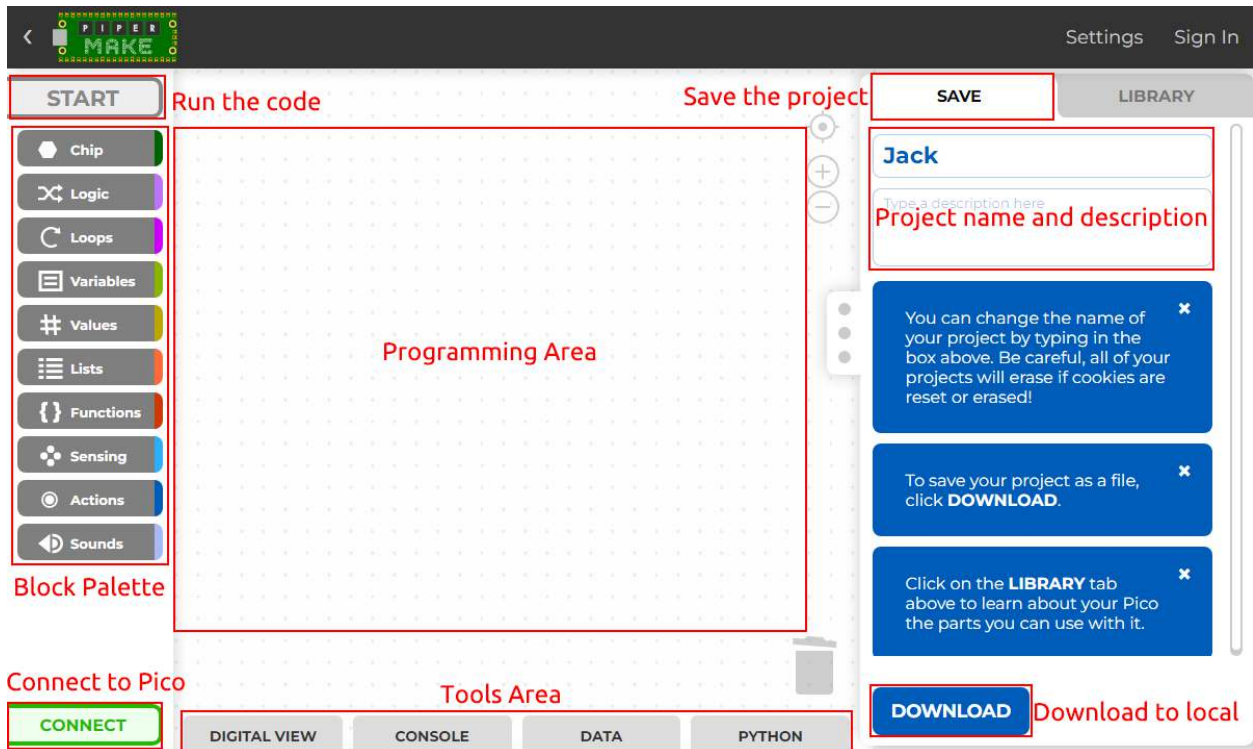 PIPER
MAKE
Settings
Sign In
START
Run the code
Save the project
SAVE
LIBRARY
Chip
Logic
Loops
Variables
Values
Lists
Functions
Sensing
Actions
Sounds
Block Palette
Programming Area
Jack
Type a description here
Project name and description
You can change the name of
your project by typing in the
box above. Be careful, all of your
projects will erase if cookies are
reset or erased!
To save your project as a file,
click DOWNLOAD.
Click on the LIBRARY tab
above to learn about your Pico
the parts you can use with it.
Connect to Pico
CONNECT
Tools Area
DIGITAL VIEW
CONSOLE
DATA
PYTHON
DOWNLOAD
Download to local